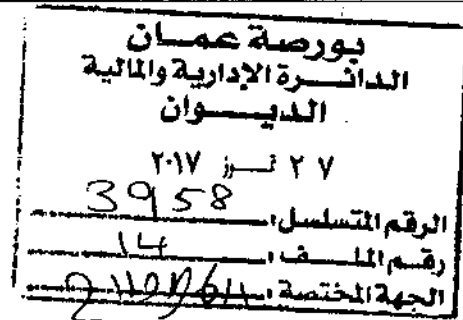 بورصة عمان
الدائرة الإدارية والمالية
الديوان
٢٧ تموز ٢٠١٧
الرقم المتسلسل: 3958
رقم الملف: 14
الجهة المختصة: